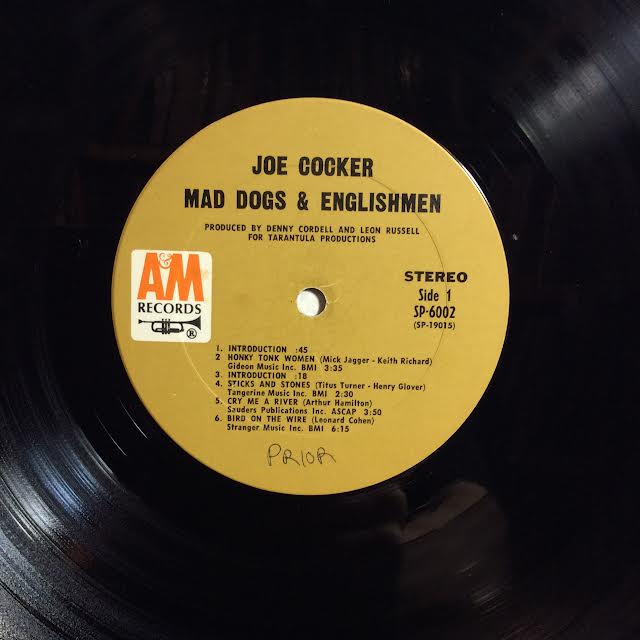 JOE COCKER
MAD DOGS & ENGLISHMEN
PRODUCED BY DENNY CORDELL AND LEON RUSSELL
FOR TARANTULA PRODUCTIONS
A&M
RECORDS
®
STEREO
Side 1
SP-6002
(SP-19015)
1. INTRODUCTION :45
2 HONKY TONK WOMEN (Mick Jagger - Keith Richard)
Gideon Music Inc. BMI 3:35
3. INTRODUCTION :18
4. STICKS AND STONES (Titus Turner - Henry Glover)
Tangerine Music Inc. BMI 2:30
5. CRY ME A RIVER (Arthur Hamilton)
Sauders Publications Inc. ASCAP 3:50
6. BIRD ON THE WIRE (Leonard Cohen)
Stranger Music Inc. BMI 6:15
PRIOR